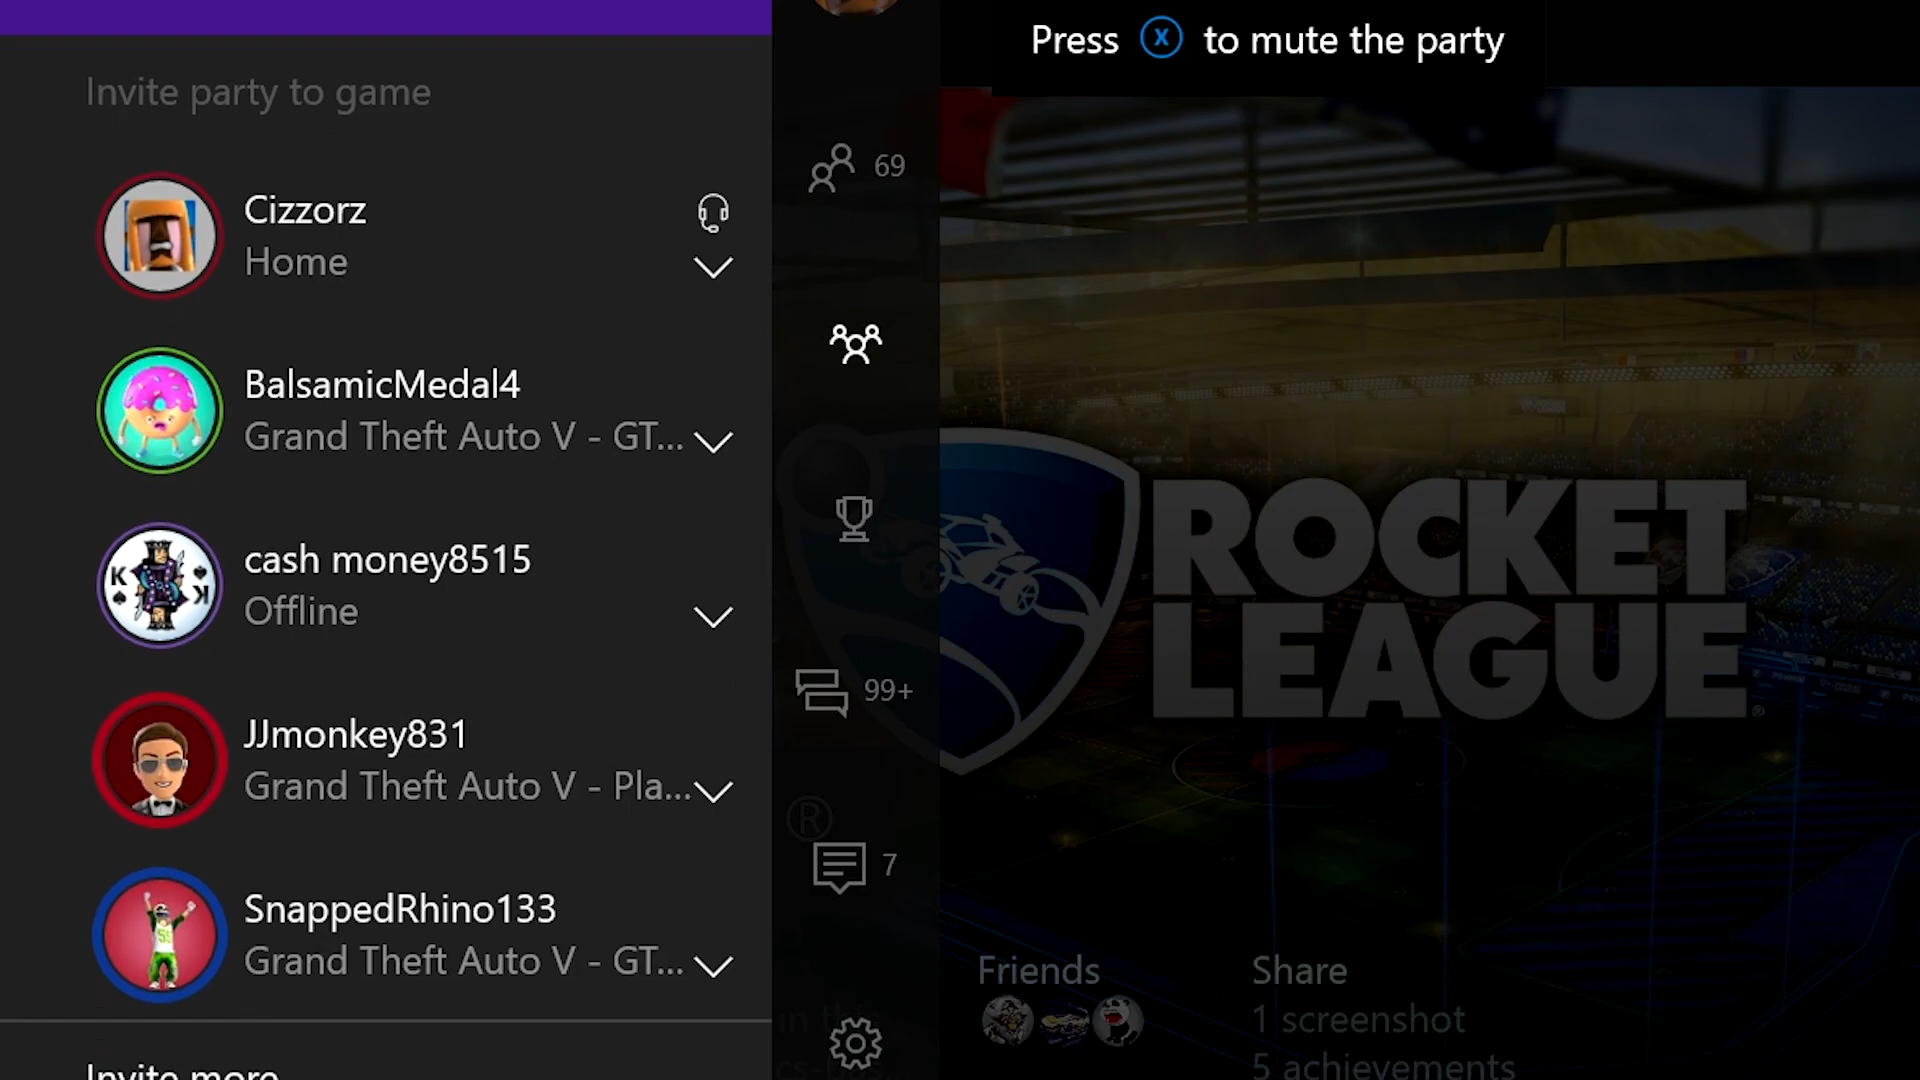 Press X to mute the party
Invite party to game
Cizzorz
Home
BalsamicMedal4
Grand Theft Auto V - GT...
cash money8515
Offline
K
K
JJmonkey831
Grand Theft Auto V - Pla...
SnappedRhino133
Grand Theft Auto V - GT...
Invite more
69
99+
7
ROCKET
LEAGUE
®
®
Friends
Share
1 screenshot
5 achievements